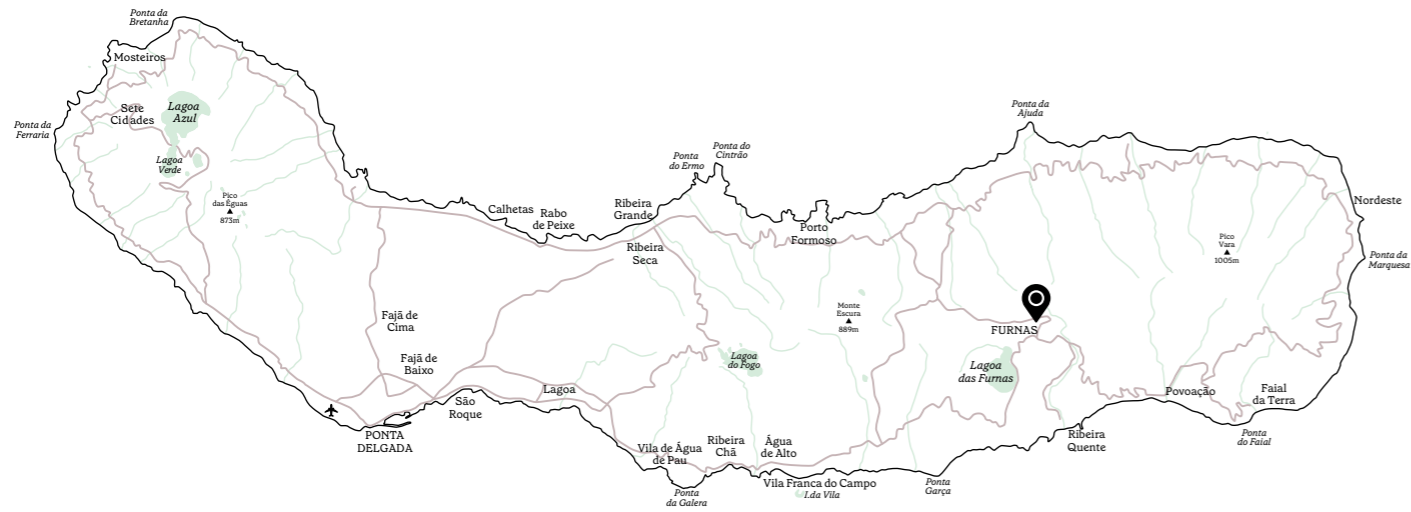 Ponta da
Bretanha
Mosteiros
Ponta da
Ferraria
Sete
Cidades
Lagoa
Azul
Lagoa
Verde
Pico
das Éguas
873m
Calhetas
Rabo
de Peixe
Ribeira
Grande
Ribeira
Seca
Ponta
do Ermo
Ponta do
Cintrão
Porto
Formoso
Ponta da
Ajuda
Nordeste
Pico
Vara
1005m
Ponta da
Marquesa
Fajã de
Cima
Fajã de
Baixo
São
Roque
PONTA
DELGADA
Lagoa
Lagoa
do Fogo
Monte
Escura
889m
FURNAS
Lagoa
das Furnas
Povoação
Faial
da Terra
Ponta
do Faial
Ribeira
Quente
Vila de Água
de Pau
Ribeira
Chã
Água
de Alto
Vila Franca do Campo
I.da Vila
Ponta
da Galera
Ponta
Garça